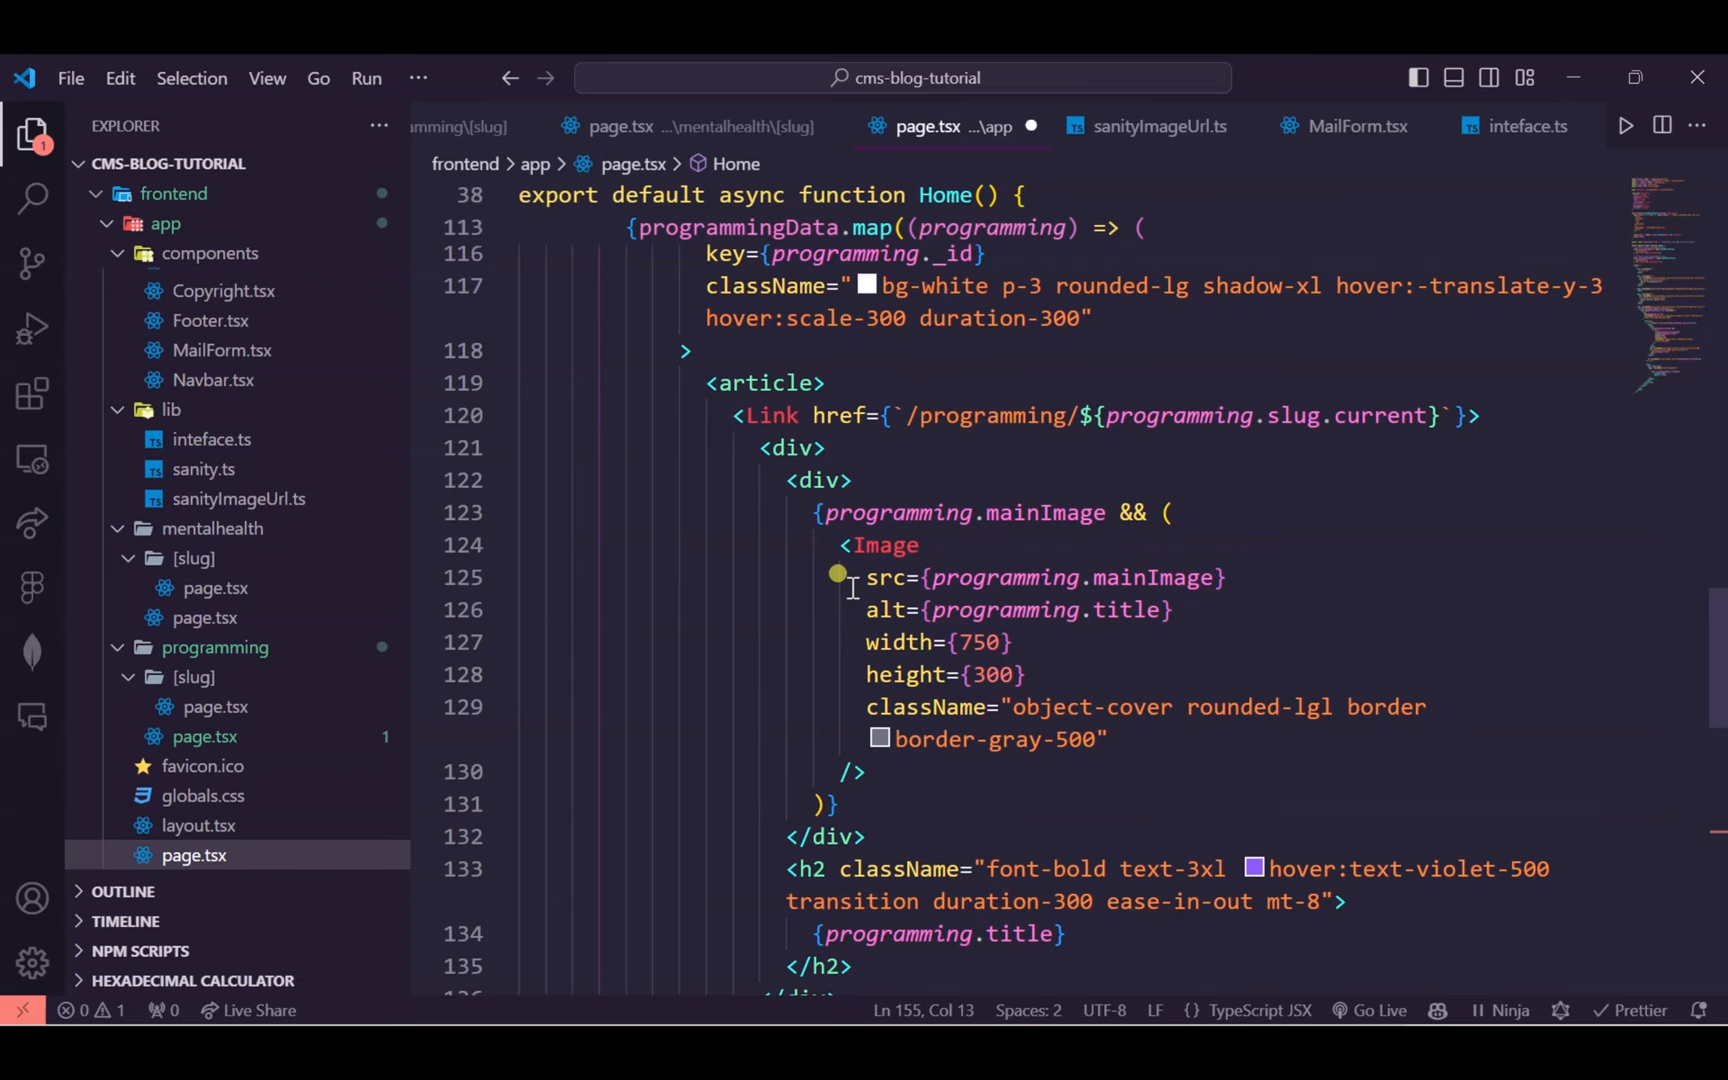 File Edit Selection View Go Run ··· cms-blog-tutorial
EXPLORER ···
amming\[slug] page.tsx ...\mentalhealth\[slug] page.tsx ...\app sanityImageUrl.ts MailForm.tsx inteface.ts ···
CMS-BLOG-TUTORIAL
frontend
app
components
Copyright.tsx
Footer.tsx
MailForm.tsx
Navbar.tsx
lib
inteface.ts
sanity.ts
sanityImageUrl.ts
mentalhealth
[slug]
page.tsx
page.tsx
programming
[slug]
page.tsx
page.tsx 1
favicon.ico
globals.css
layout.tsx
page.tsx
OUTLINE
TIMELINE
NPM SCRIPTS
HEXADECIMAL CALCULATOR
1
frontend > app > page.tsx > Home
38 export default async function Home() {
113 {programmingData.map((programming) => (
116 key={programming._id}
117 className=" bg-white p-3 rounded-lg shadow-xl hover:-translate-y-3
hover:scale-300 duration-300"
118 >
119 <article>
120 <Link href={`/programming/${programming.slug.current}`}>
121 <div>
122 <div>
123 {programming.mainImage && (
124 <Image
125 src={programming.mainImage}
126 alt={programming.title}
127 width={750}
128 height={300}
129 className="object-cover rounded-lgl border
border-gray-500"
130 />
131 )}
132 </div>
133 <h2 className="font-bold text-3xl hover:text-violet-500
transition duration-300 ease-in-out mt-8">
134 {programming.title}
135 </h2>
0 1 0 Live Share Ln 155, Col 13 Spaces: 2 UTF-8 LF {} TypeScript JSX Go Live Ninja Prettier